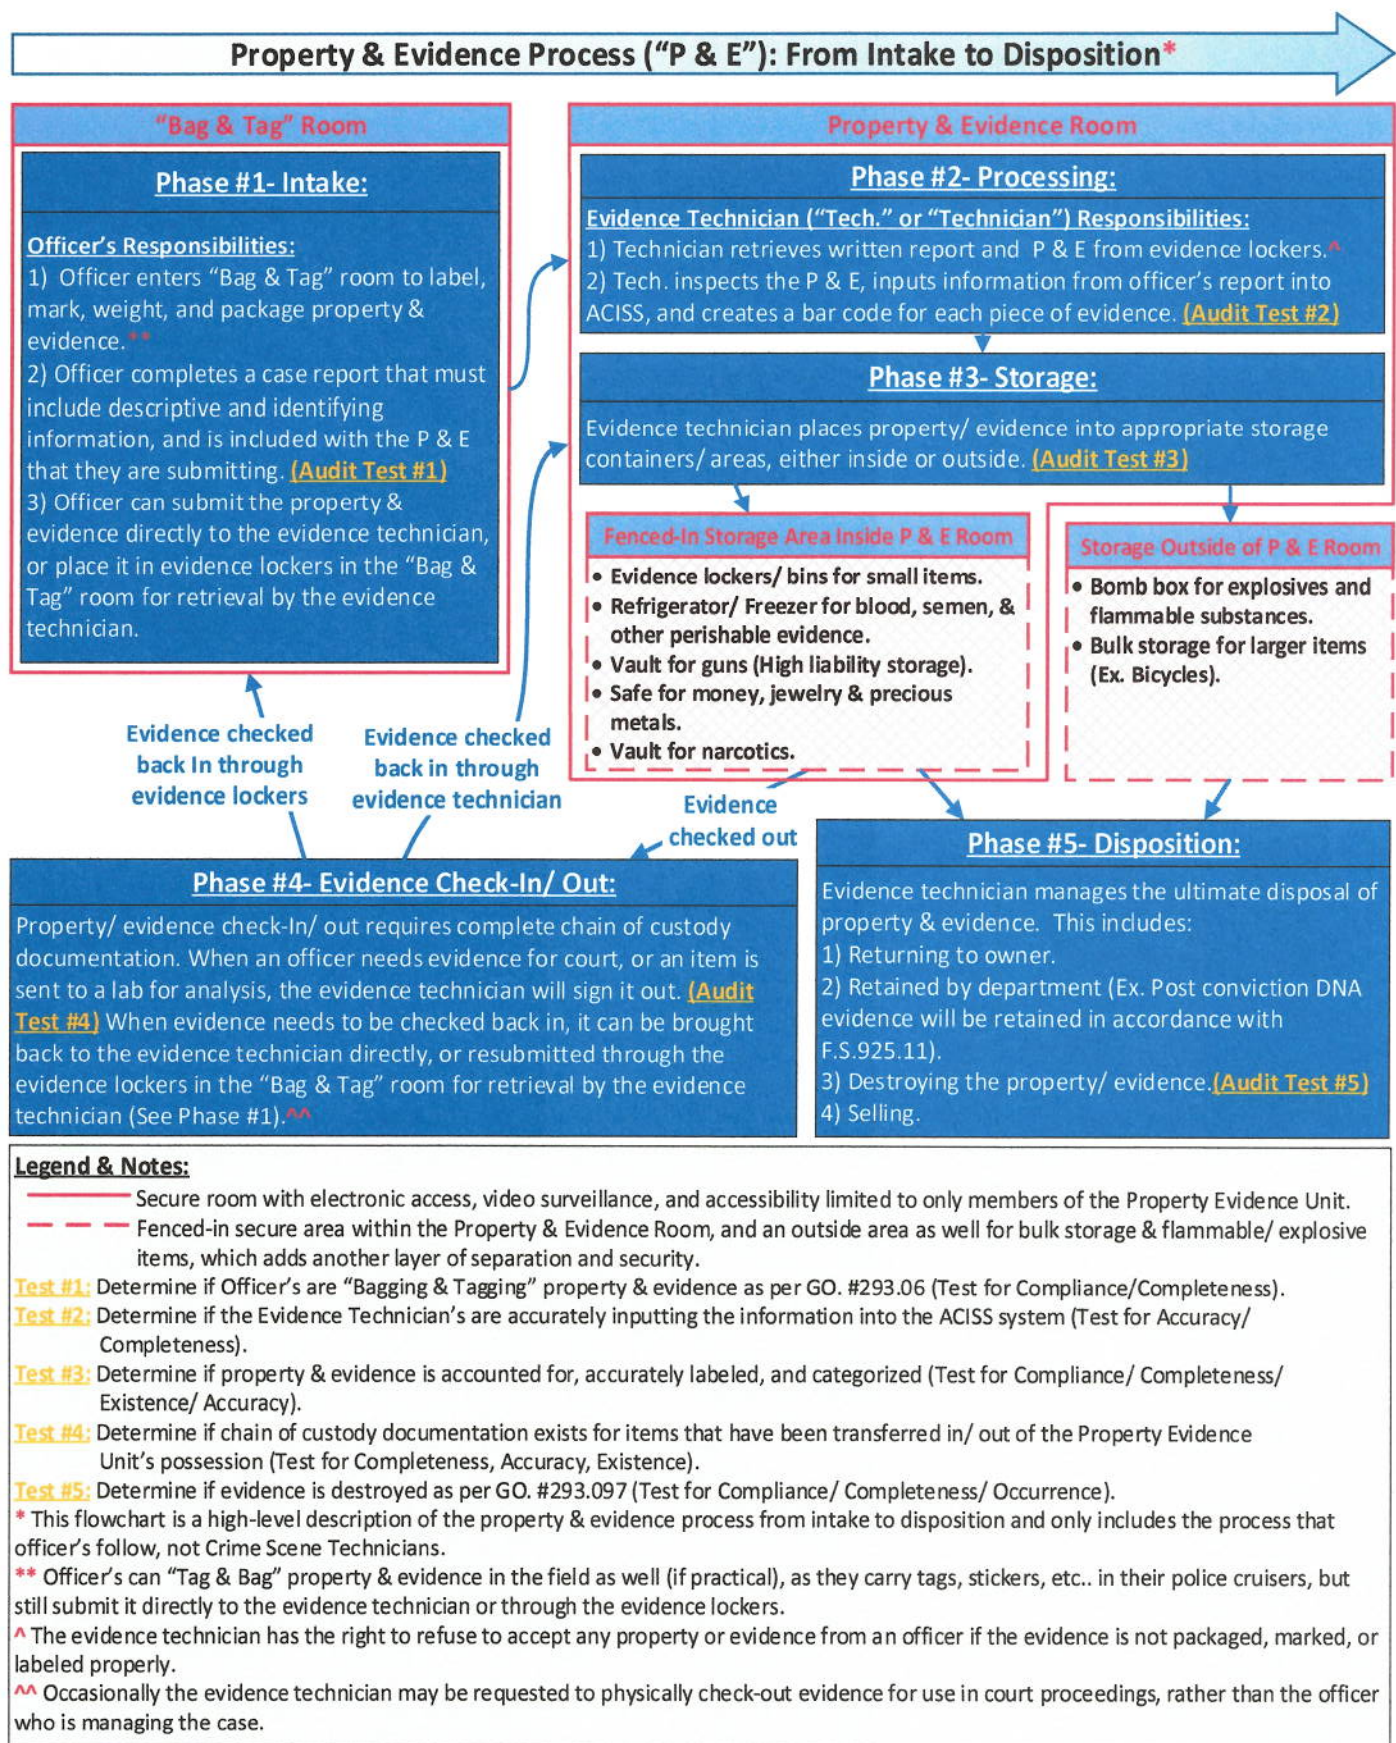 Property & Evidence Process (“P & E”): From Intake to Disposition*
“Bag & Tag” Room
Phase #1- Intake:
Officer’s Responsibilities:
1) Officer enters “Bag & Tag” room to label,
mark, weight, and package property &
evidence.**
2) Officer completes a case report that must
include descriptive and identifying
information, and is included with the P & E
that they are submitting. (Audit Test #1)
3) Officer can submit the property &
evidence directly to the evidence technician,
or place it in evidence lockers in the “Bag &
Tag” room for retrieval by the evidence
technician.
Property & Evidence Room
Phase #2- Processing:
Evidence Technician (“Tech.” or “Technician”) Responsibilities:
1) Technician retrieves written report and P & E from evidence lockers.^
2) Tech. inspects the P & E, inputs information from officer’s report into
ACISS, and creates a bar code for each piece of evidence. (Audit Test #2)
Phase #3- Storage:
Evidence technician places property/ evidence into appropriate storage
containers/ areas, either inside or outside. (Audit Test #3)
Fenced-In Storage Area Inside P & E Room
• Evidence lockers/ bins for small items.
• Refrigerator/ Freezer for blood, semen, &
other perishable evidence.
• Vault for guns (High liability storage).
• Safe for money, jewelry & precious
metals.
• Vault for narcotics.
Storage Outside of P & E Room
• Bomb box for explosives and
flammable substances.
• Bulk storage for larger items
(Ex. Bicycles).
Evidence checked
back In through
evidence lockers
Evidence checked
back in through
evidence technician
Evidence
checked out
Phase #4- Evidence Check-In/ Out:
Property/ evidence check-In/ out requires complete chain of custody
documentation. When an officer needs evidence for court, or an item is
sent to a lab for analysis, the evidence technician will sign it out. (Audit
Test #4) When evidence needs to be checked back in, it can be brought
back to the evidence technician directly, or resubmitted through the
evidence lockers in the “Bag & Tag” room for retrieval by the evidence
technician (See Phase #1).^^
Phase #5- Disposition:
Evidence technician manages the ultimate disposal of
property & evidence. This includes:
1) Returning to owner.
2) Retained by department (Ex. Post conviction DNA
evidence will be retained in accordance with
F.S.925.11).
3) Destroying the property/ evidence.(Audit Test #5)
4) Selling.
Legend & Notes:
Secure room with electronic access, video surveillance, and accessibility limited to only members of the Property Evidence Unit.
Fenced-in secure area within the Property & Evidence Room, and an outside area as well for bulk storage & flammable/ explosive
items, which adds another layer of separation and security.
Test #1: Determine if Officer’s are “Bagging & Tagging” property & evidence as per GO. #293.06 (Test for Compliance/Completeness).
Test #2: Determine if the Evidence Technician’s are accurately inputting the information into the ACISS system (Test for Accuracy/
Completeness).
Test #3: Determine if property & evidence is accounted for, accurately labeled, and categorized (Test for Compliance/ Completeness/
Existence/ Accuracy).
Test #4: Determine if chain of custody documentation exists for items that have been transferred in/ out of the Property Evidence
Unit’s possession (Test for Completeness, Accuracy, Existence).
Test #5: Determine if evidence is destroyed as per GO. #293.097 (Test for Compliance/ Completeness/ Occurrence).
* This flowchart is a high-level description of the property & evidence process from intake to disposition and only includes the process that
officer’s follow, not Crime Scene Technicians.
** Officer’s can “Tag & Bag” property & evidence in the field as well (if practical), as they carry tags, stickers, etc.. in their police cruisers, but
still submit it directly to the evidence technician or through the evidence lockers.
^ The evidence technician has the right to refuse to accept any property or evidence from an officer if the evidence is not packaged, marked, or
labeled properly.
^^ Occasionally the evidence technician may be requested to physically check-out evidence for use in court proceedings, rather than the officer
who is managing the case.